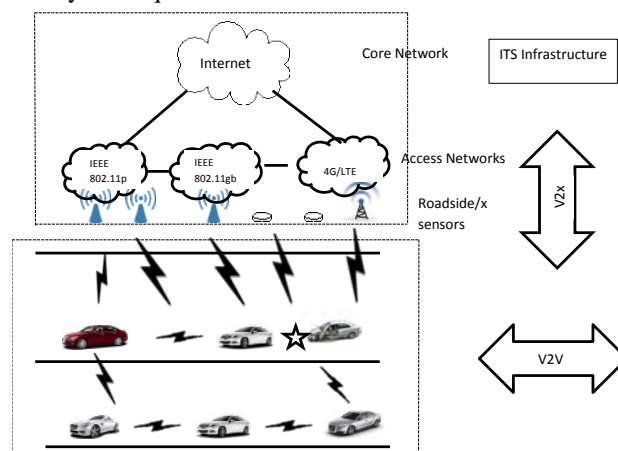 Internet
Core Network
ITS Infrastructure
IEEE
802.11p
IEEE
802.11gb
4G/LTE
Access Networks
Roadside/x
sensors
V2x
V2V